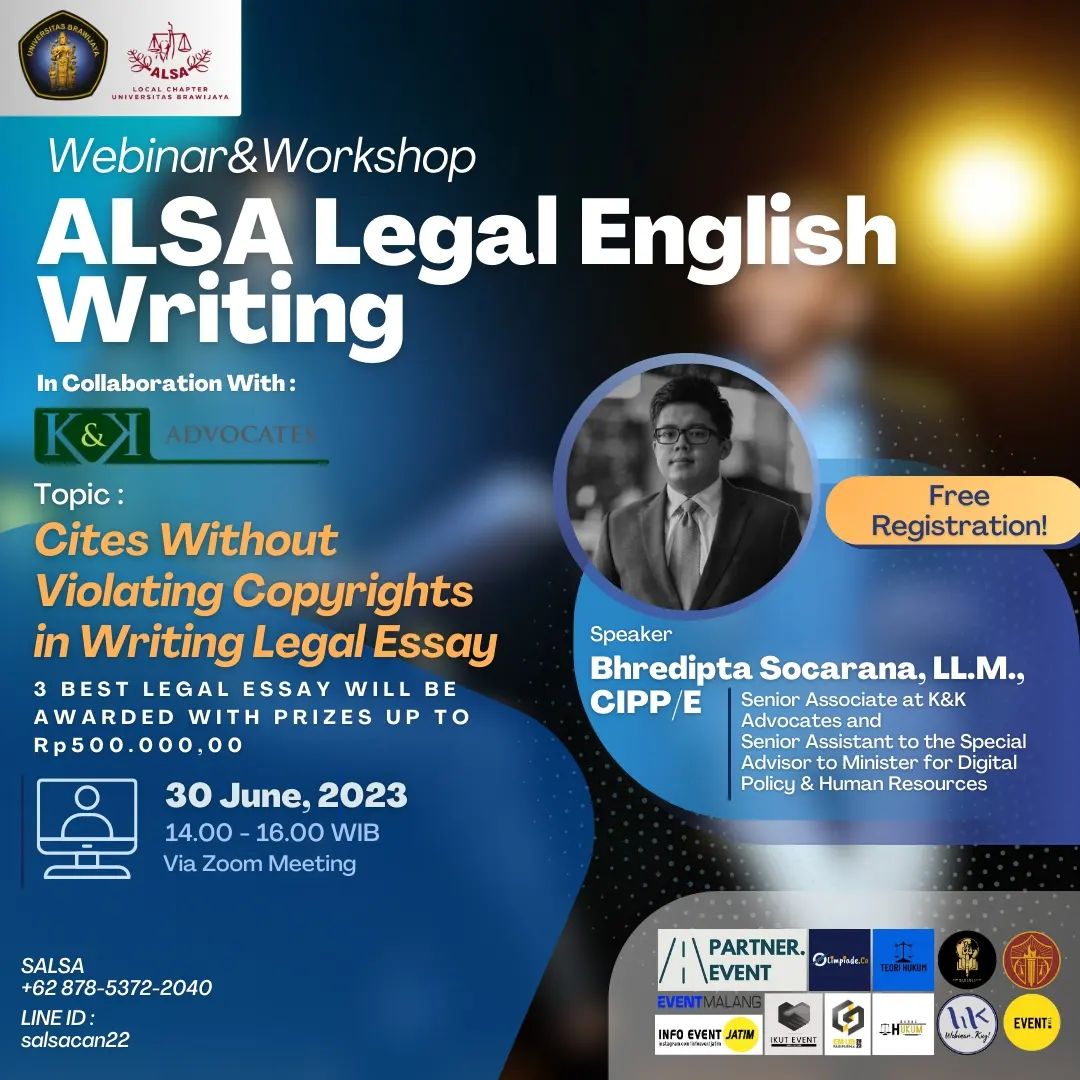 UNIVERSITAS BRAWIJAYA
ALSA
LOCAL CHAPTER
UNIVERSITAS BRAWIJAYA
Webinar&Workshop
ALSA Legal English
Writing
In Collaboration With :
K&K ADVOCATES
Topic :
Cites Without
Violating Copyrights
in Writing Legal Essay
3 BEST LEGAL ESSAY WILL BE
AWARDED WITH PRIZES UP TO
Rp500.000,00
30 June, 2023
14.00 - 16.00 WIB
Via Zoom Meeting
Free
Registration!
Speaker
Bhredipta Socarana, LL.M.,
CIPP/E
Senior Associate at K&K
Advocates and
Senior Assistant to the Special
Advisor to Minister for Digital
Policy & Human Resources
SALSA
+62 878-5372-2040
LINE ID :
salsacan22
PARTNER.
EVENT
Olimpiade.Co
TEORI HUKUM
EVENTMALANG
INFO EVENT JATIM
IKUT EVENT
HUKUM
Webinar.Kuy!
EVENT